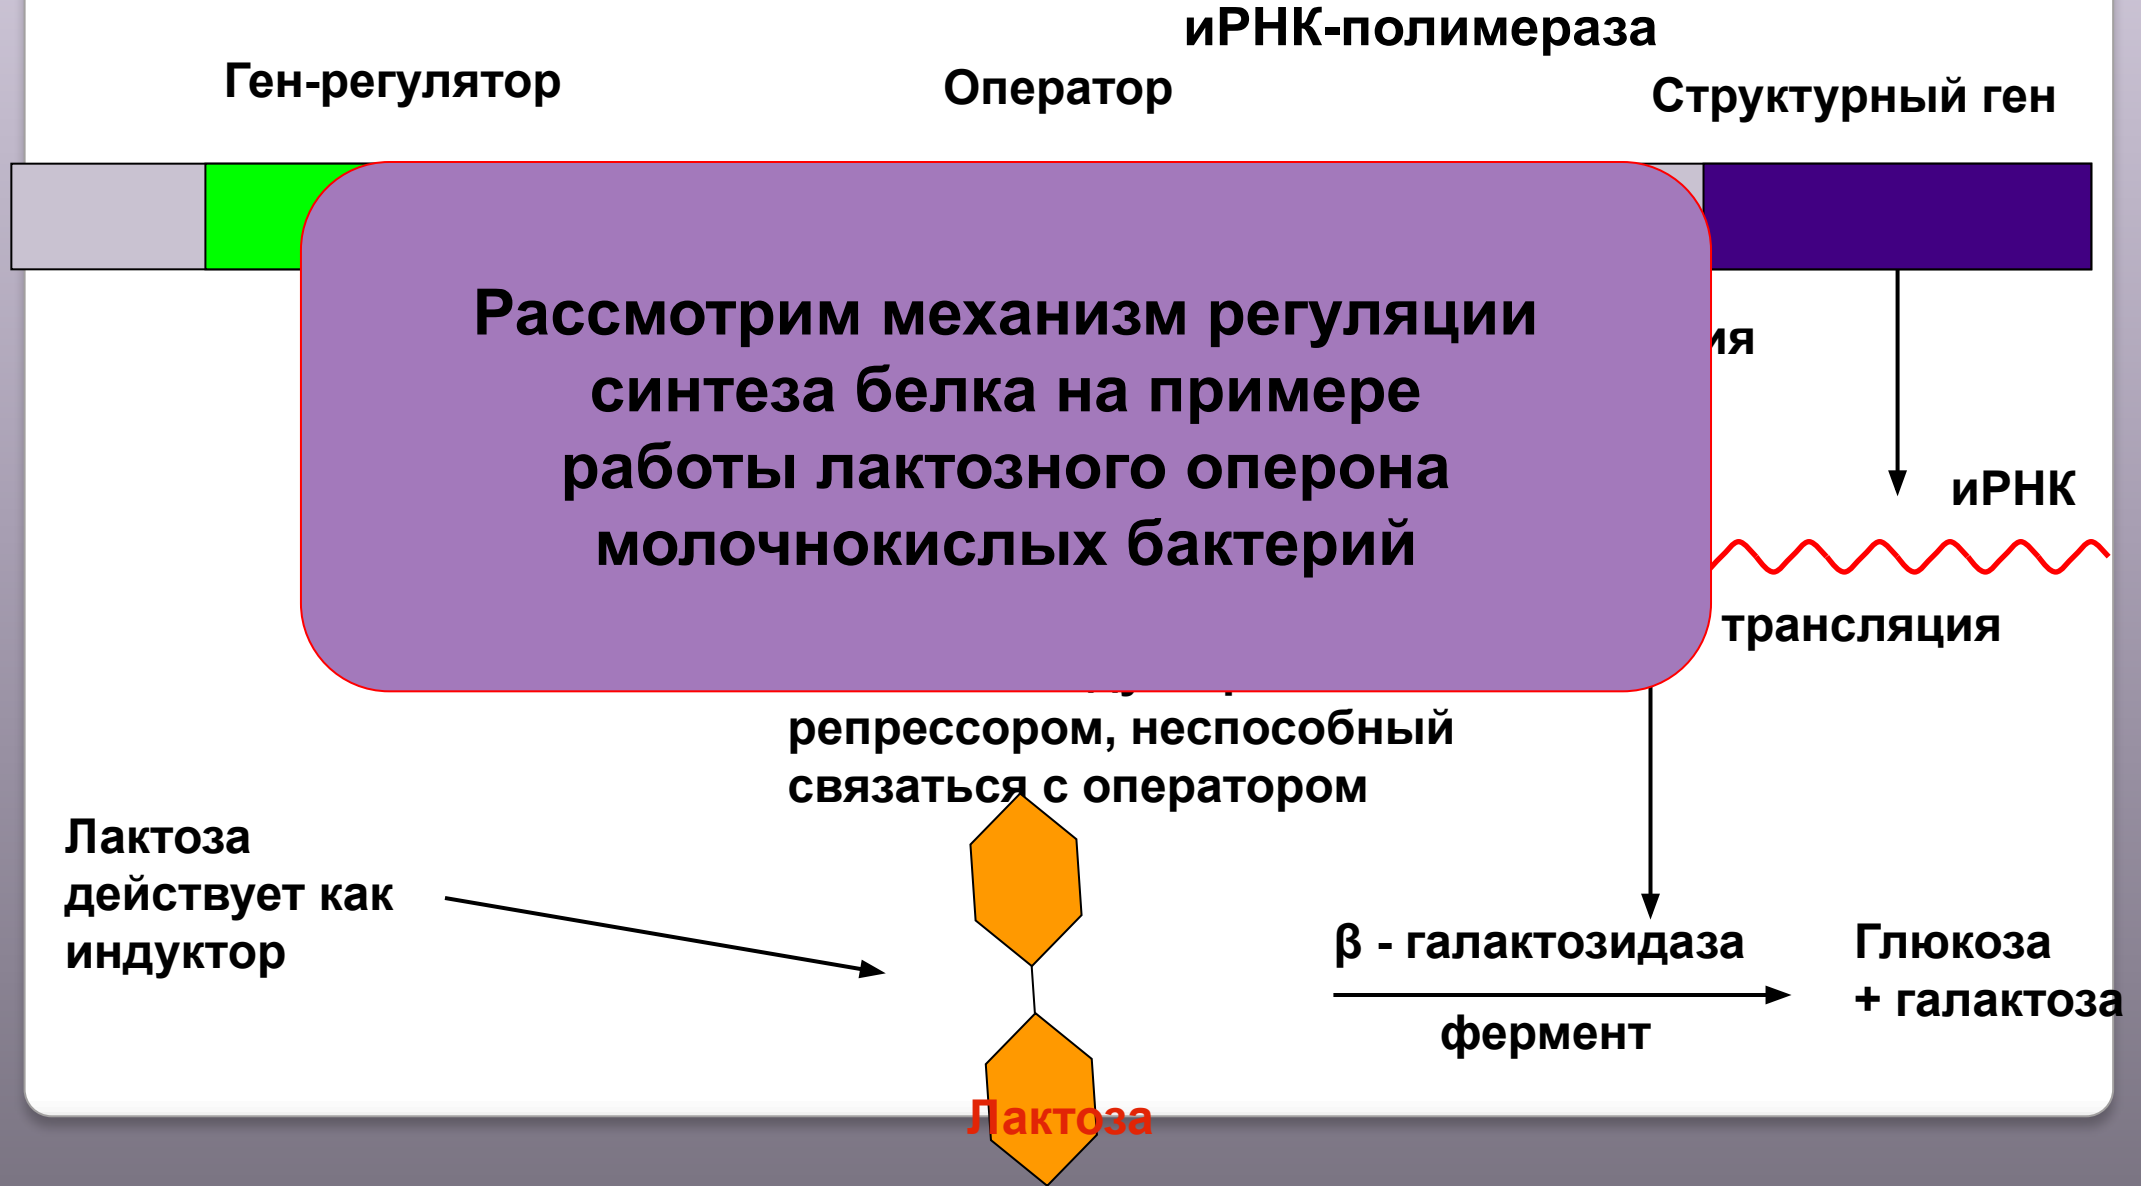 иРНК-полимераза
Ген-регулятор
Оператор
Структурный ген
Рассмотрим механизм регуляции
синтеза белка на примере
работы лактозного оперона
молочнокислых бактерий
иРНК
трансляция
репрессором, неспособный
связаться с оператором
Лактоза
действует как
индуктор
β - галактозидаза
фермент
Глюкоза
+ галактоза
Лактоза